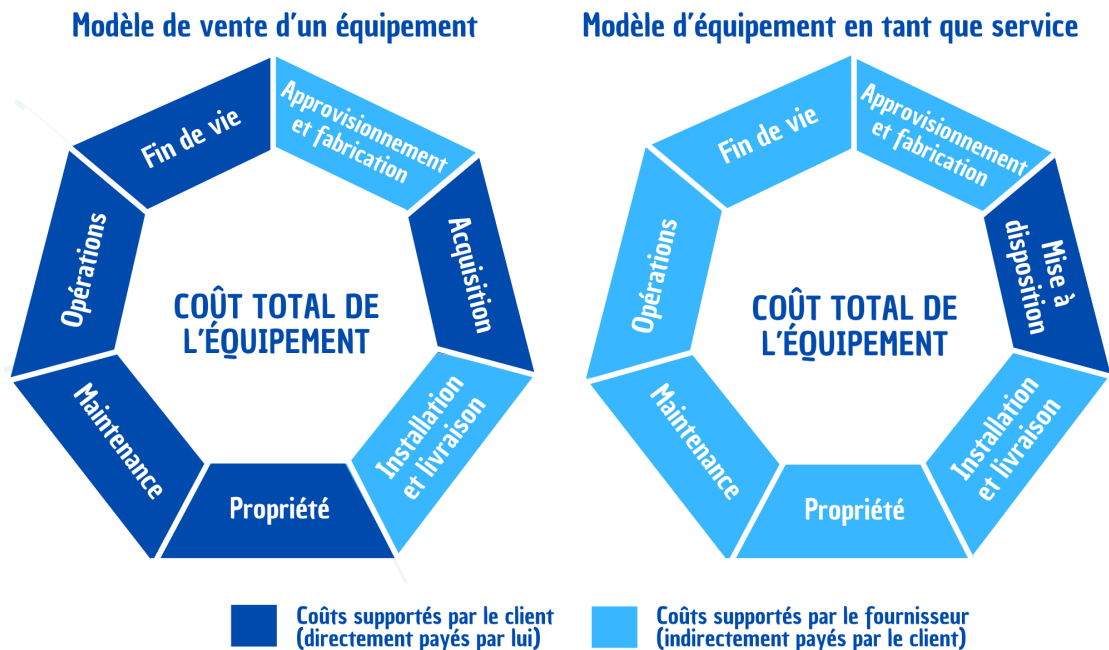 Modèle de vente d'un équipement
Fin de vie
Approvisionnement
et fabrication
Opérations
Acquisition
COÛT TOTAL DE
L'ÉQUIPEMENT
Maintenance
Installation
et livraison
Propriété
Modèle d'équipement en tant que service
Fin de vie
Approvisionnement
et fabrication
Opérations
Mise à
disposition
COÛT TOTAL DE
L'ÉQUIPEMENT
Maintenance
Installation
et livraison
Propriété
Coûts supportés par le client
(directement payés par lui)
Coûts supportés par le fournisseur
(indirectement payés par le client)